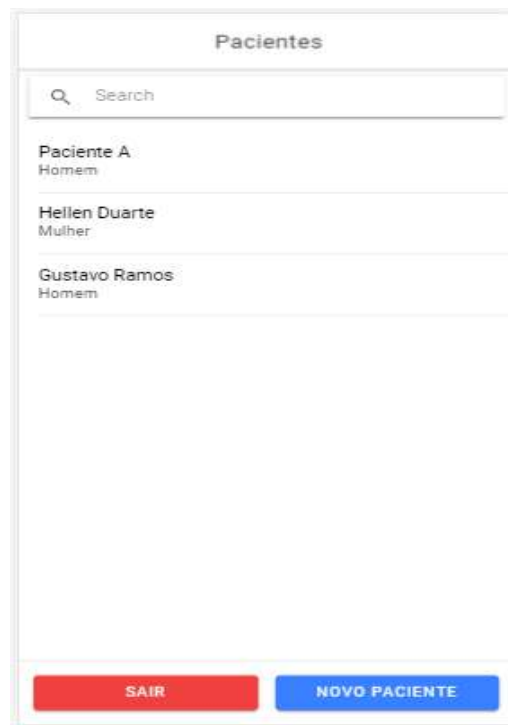 Pacientes
Search
Paciente A
Homem
Hellen Duarte
Mulher
Gustavo Ramos
Homem
SAIR
NOVO PACIENTE